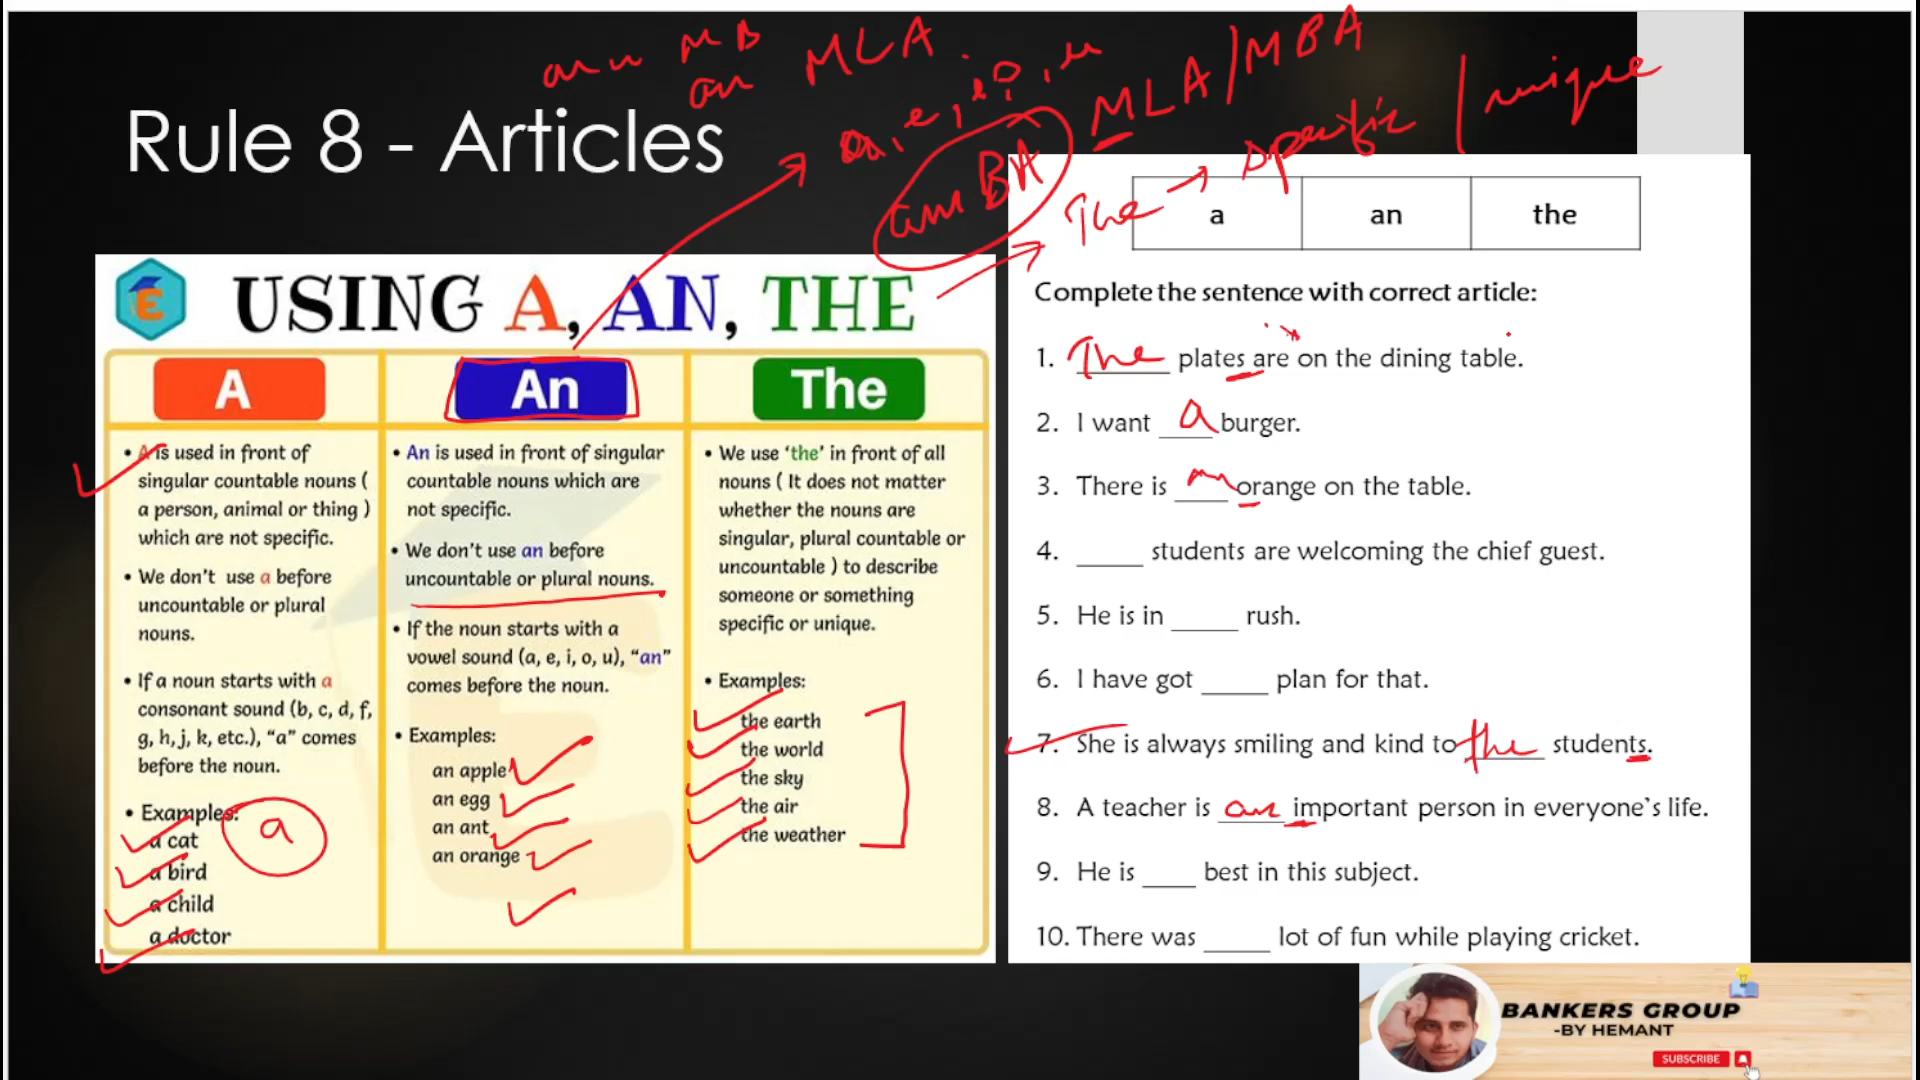 an MB
an MLA
a, e, i, o, u
an BA
MLA/MBA
The → specific / unique
Rule 8 - Articles
USING A, AN, THE
A
• A is used in front of
singular countable nouns (
a person, animal or thing )
which are not specific.
• We don't use a before
uncountable or plural
nouns.
• If a noun starts with a
consonant sound (b, c, d, f,
g, h, j, k, etc.), “a” comes
before the noun.
• Examples:
a cat
a bird
a child
a doctor
a
An
• An is used in front of singular
countable nouns which are
not specific.
• We don't use an before
uncountable or plural nouns.
• If the noun starts with a
vowel sound (a, e, i, o, u), “an”
comes before the noun.
• Examples:
an apple
an egg
an ant
an orange
The
• We use ‘the’ in front of all
nouns ( It does not matter
whether the nouns are
singular, plural countable or
uncountable ) to describe
someone or something
specific or unique.
• Examples:
the earth
the world
the sky
the air
the weather
a an the
Complete the sentence with correct article:
1. The plates are on the dining table.
2. I want a burger.
3. There is an orange on the table.
4. _____ students are welcoming the chief guest.
5. He is in _____ rush.
6. I have got _____ plan for that.
7. She is always smiling and kind to the students.
8. A teacher is an important person in everyone's life.
9. He is ____ best in this subject.
10. There was _____ lot of fun while playing cricket.
BANKERS GROUP
-BY HEMANT
SUBSCRIBE